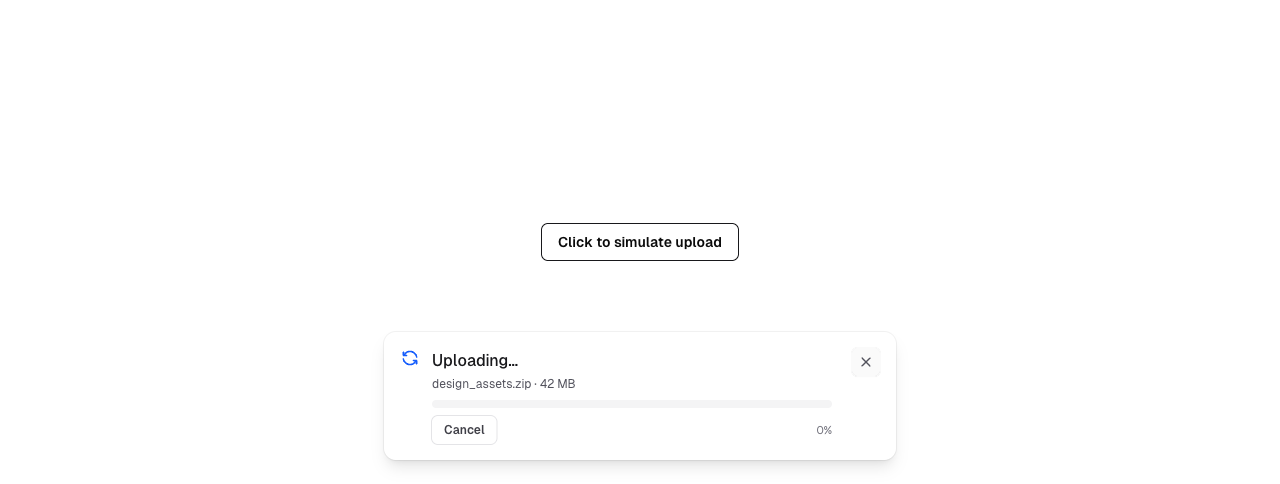 Click to simulate upload
Uploading...
design_assets.zip · 42 MB
Cancel
0%